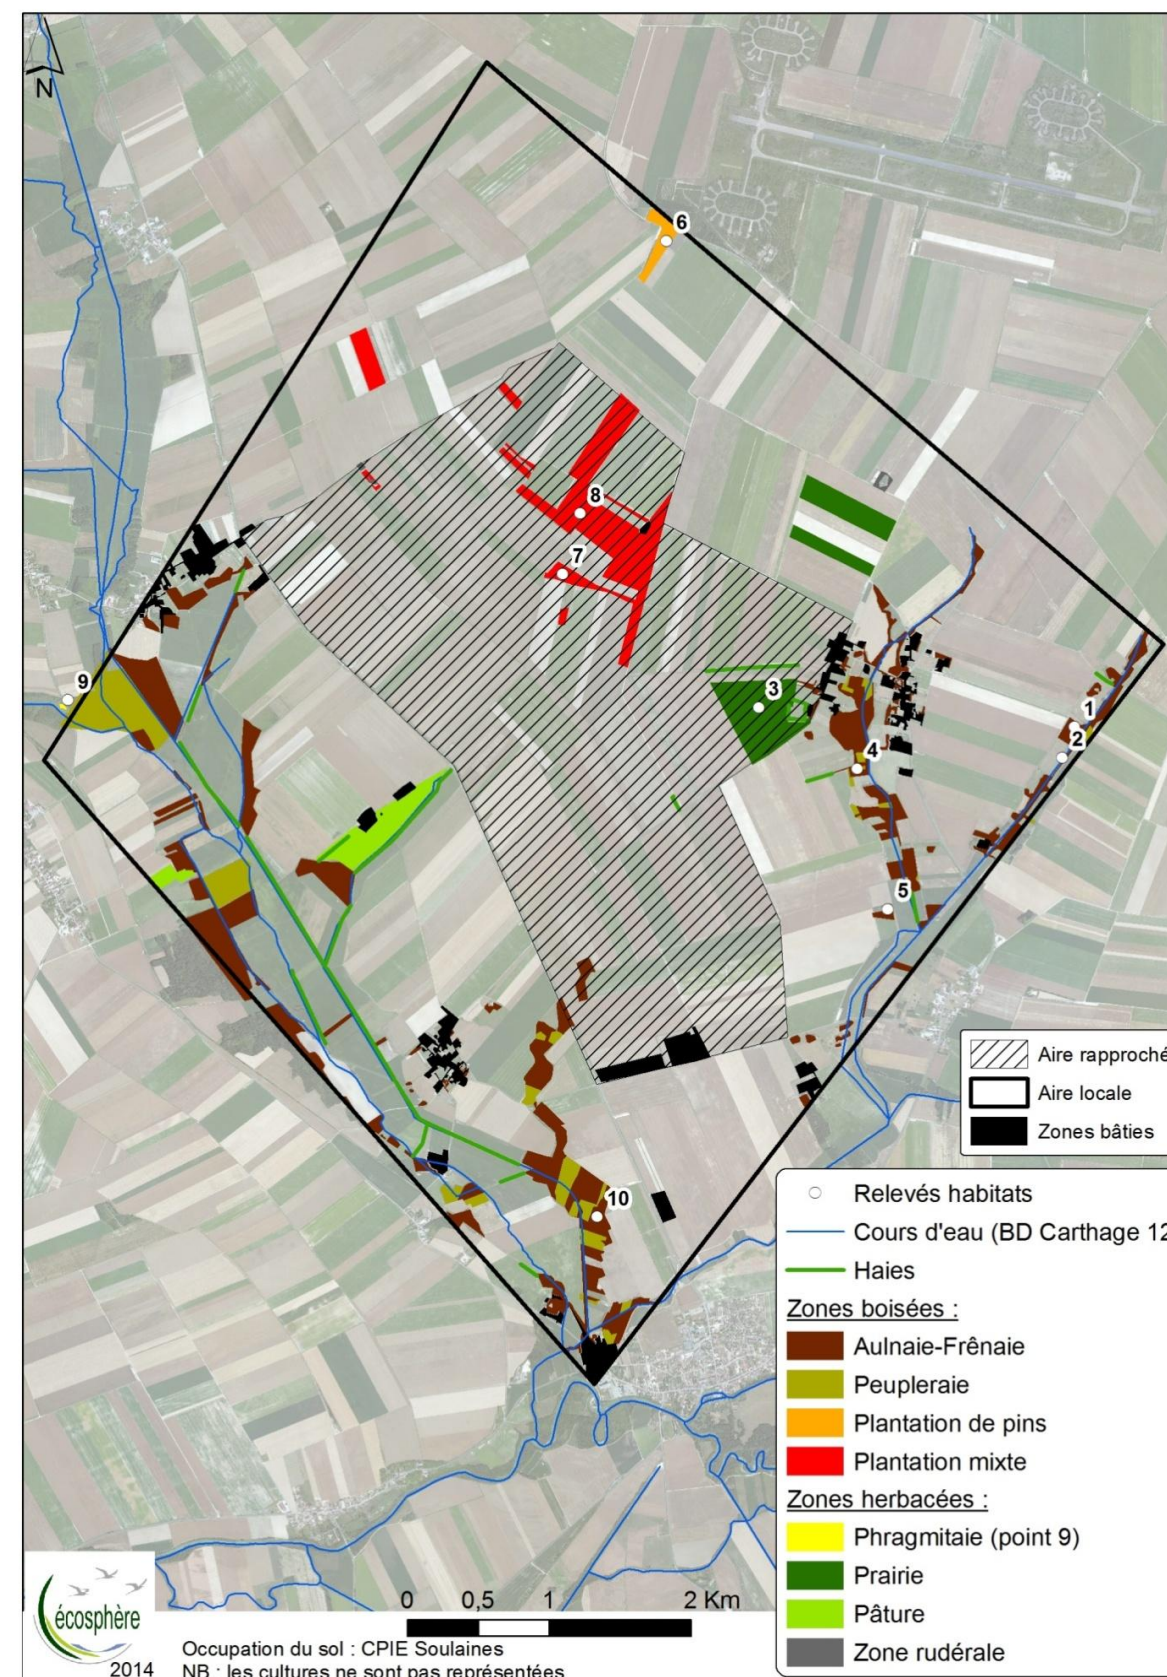 N
6
8
7
9
3
1
2
4
5
10
Aire rapproché
Aire locale
Zones bâties
Relevés habitats
Cours d'eau (BD Carthage 12
Haies
Zones boisées :
Aulnaie-Frênaie
Peupleraie
Plantation de pins
Plantation mixte
Zones herbacées :
Phragmitaie (point 9)
Prairie
Pâture
Zone rudérale
0 0,5 1 2 Km
écosphère
2014
Occupation du sol : CPIE Soulaines
NB : les cultures ne sont pas représentées